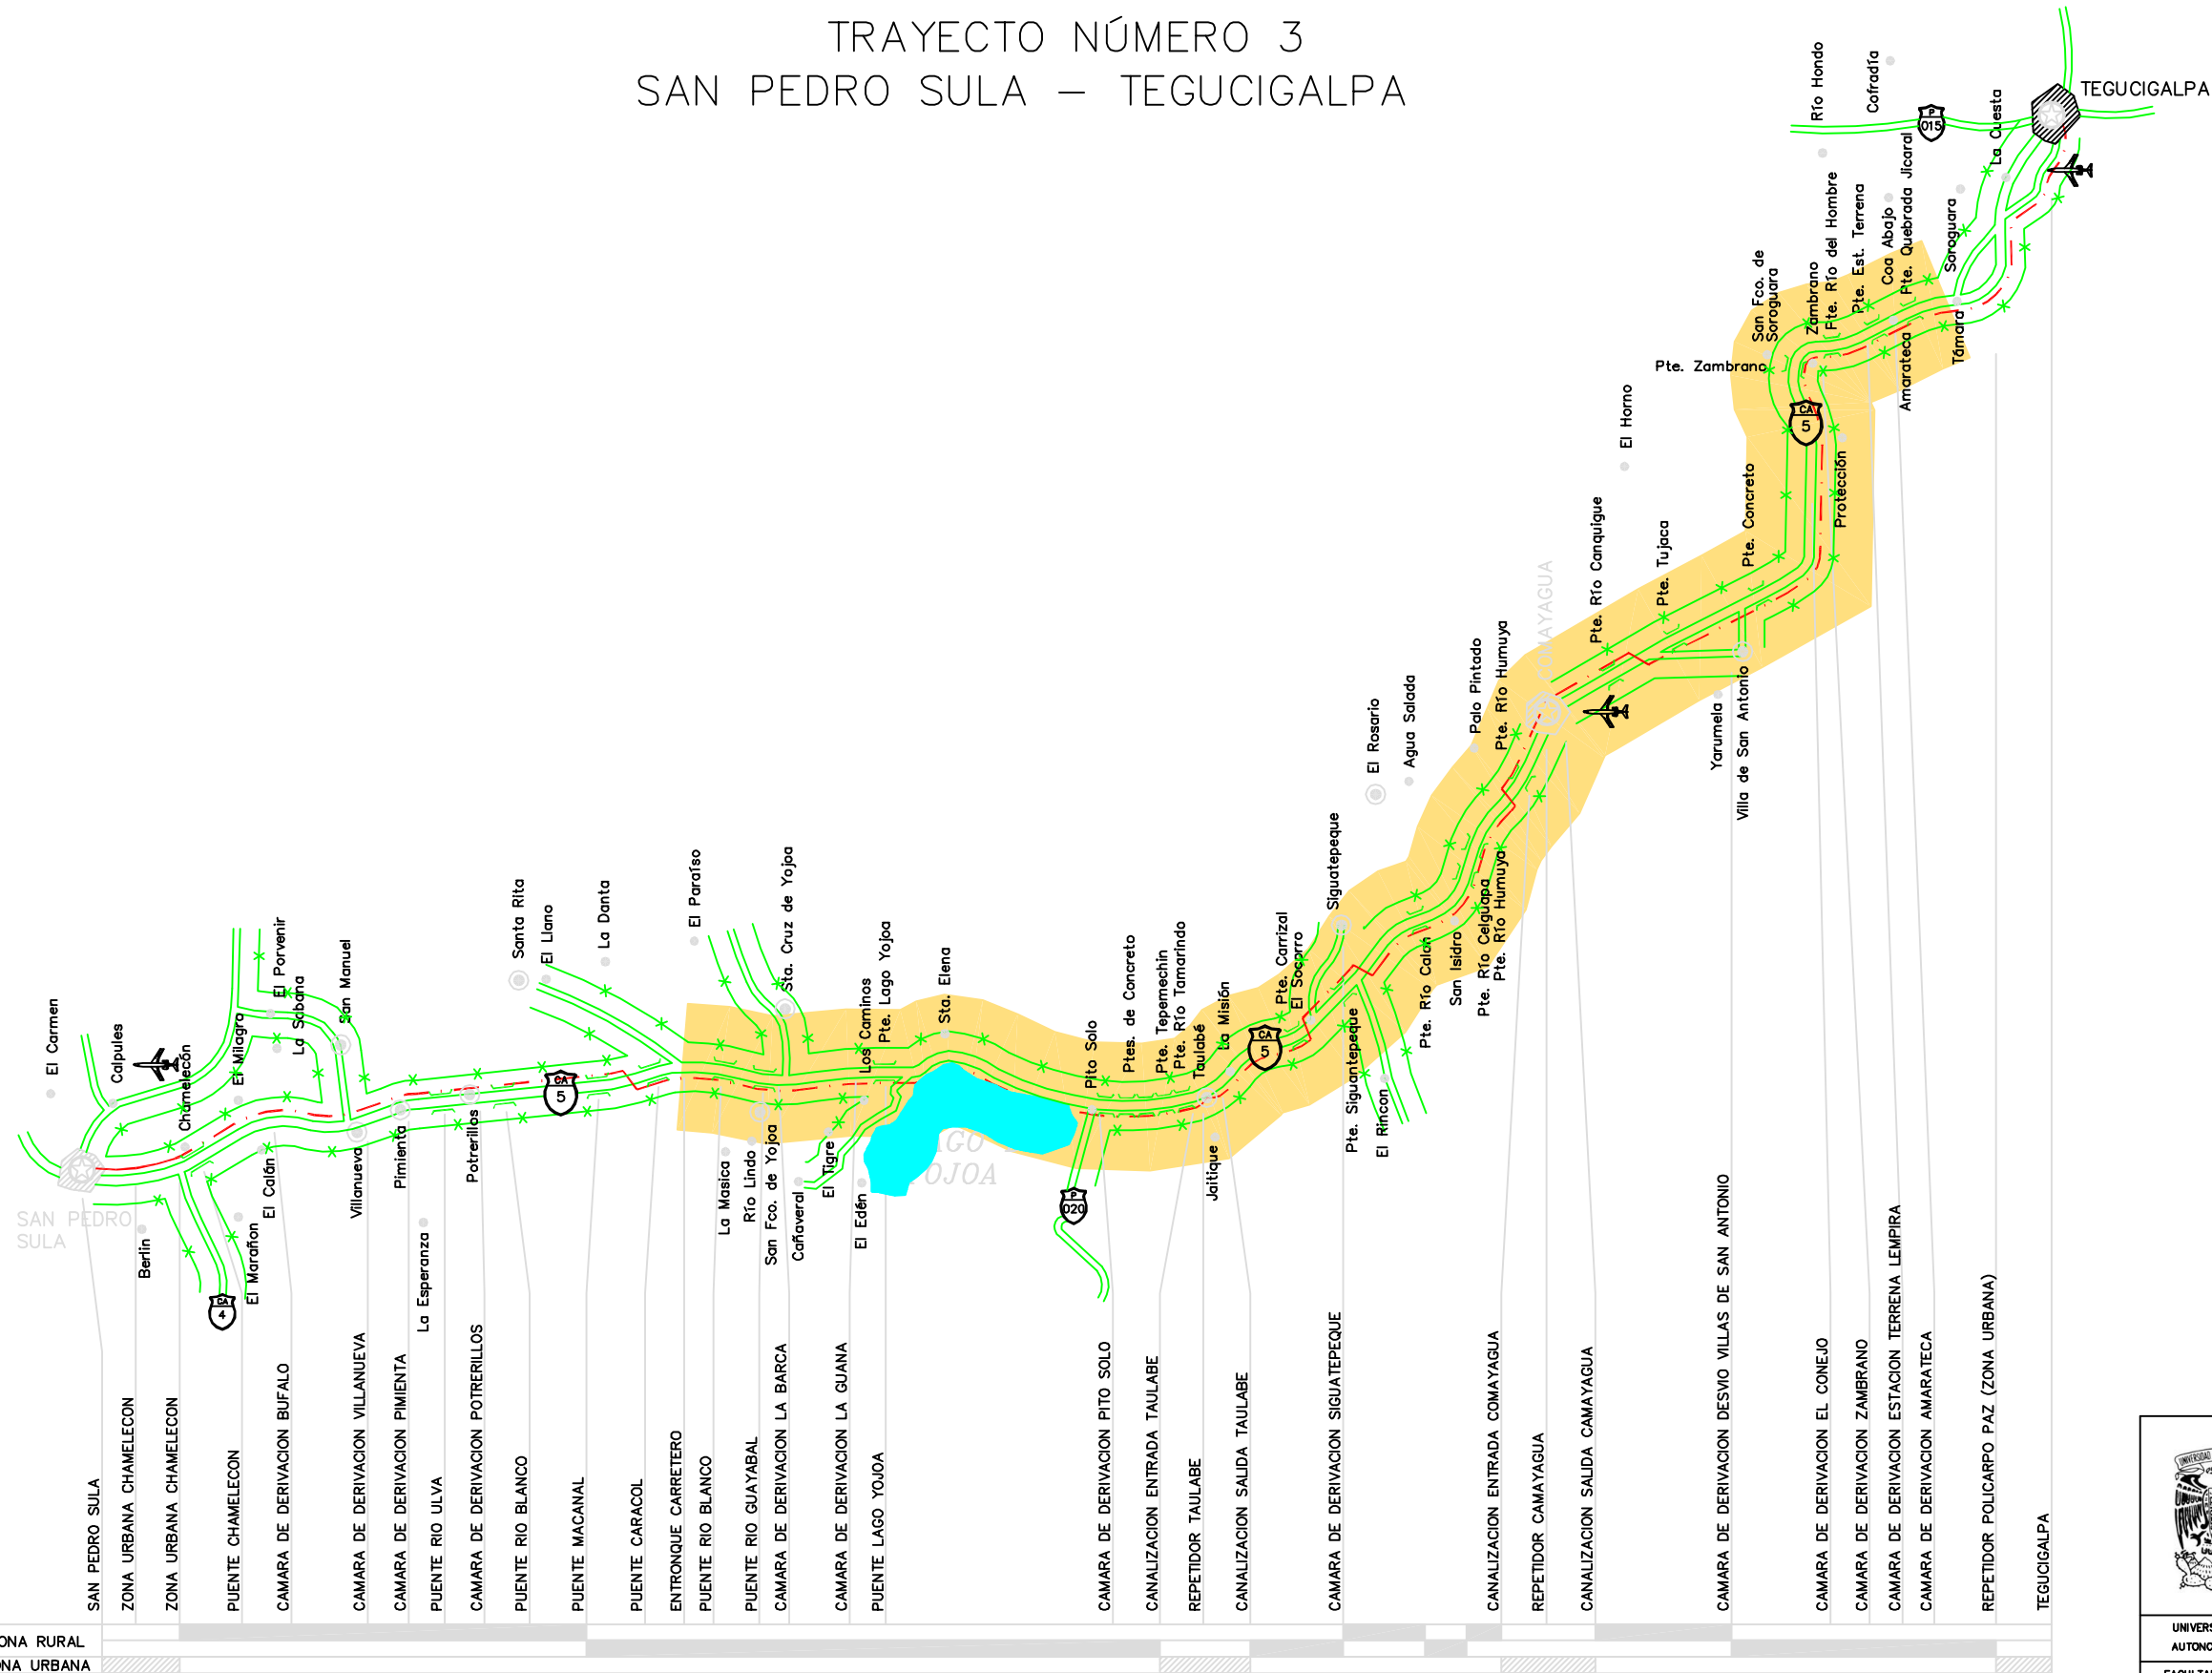 TRAYECTO NÚMERO 3
SAN PEDRO SULA – TEGUCIGALPA
TEGUCIGALPA
Río Hondo
Cofradía
P
015
La Cuesta
Pte. Río del Hombre
Pte. Est. Terrena
Coa Abajo
Pte. Quebrada Jicaral
Soroguara
San Fco. de
Soroguara
Zambrano
Pte. Zambrano
Amarateca
Támara
CA
5
El Horno
Protección
Pte. Concreto
Pte. Río Canquigue
Pte. Tujaca
COMAYAGUA
Palo Pintado
Pte. Río Humuya
El Rosario
Agua Salada
Yarumela
Villa de San Antonio
Siguatepeque
Pte. Río Celguapa
Pte. Río Humuya
San Isidro
Pte. Río Calan
Pte. Carrizal
El Socorro
La Misión
CA
5
Pte. Siguantepeque
El Rincon
Pito Solo
Ptes. de Concreto
Pte. Tepemechin
Pte. Río Tamarindo
Taulabé
Jaitique
P
020
Sta. Elena
Los Caminos
Pte. Lago Yojoa
Sta. Cruz de Yojoa
El Paraíso
La Danta
El Llano
Santa Rita
El Porvenir
La Sabana
San Manuel
El Carmen
Calpules
Chamelecón
El Milagro
CA
5
SAN PEDRO
SULA
Berlin
El Marañon
El Calán
CA
4
Villanueva
Pimienta
La Esperanza
Potrerillos
La Masica
Río Lindo
San Fco. de Yojoa
Cañaveral
El Tigre
El Edén
SAN PEDRO SULA
ZONA URBANA CHAMELECON
ZONA URBANA CHAMELECON
PUENTE CHAMELECON
CAMARA DE DERIVACION BUFALO
CAMARA DE DERIVACION VILLANUEVA
CAMARA DE DERIVACION PIMIENTA
PUENTE RIO ULVA
CAMARA DE DERIVACION POTRERILLOS
PUENTE RIO BLANCO
PUENTE MACANAL
PUENTE CARACOL
ENTRONQUE CARRETERO
PUENTE RIO BLANCO
PUENTE RIO GUAYABAL
CAMARA DE DERIVACION LA BARCA
CAMARA DE DERIVACION LA GUANA
PUENTE LAGO YOJOA
CAMARA DE DERIVACION PITO SOLO
CANALIZACION ENTRADA TAULABE
REPETIDOR TAULABE
CANALIZACION SALIDA TAULABE
CAMARA DE DERIVACION SIGUATEPEQUE
CANALIZACION ENTRADA COMAYAGUA
REPETIDOR CAMAYAGUA
CANALIZACION SALIDA CAMAYAGUA
CAMARA DE DERIVACION DESVIO VILLAS DE SAN ANTONIO
CAMARA DE DERIVACION EL CONEJO
CAMARA DE DERIVACION ZAMBRANO
CAMARA DE DERIVACION ESTACION TERRENA LEMPIRA
CAMARA DE DERIVACION AMARATECA
REPETIDOR POLICARPO PAZ (ZONA URBANA)
TEGUCIGALPA
ONA RURAL
NA URBANA
UNIVERS
AUTONO